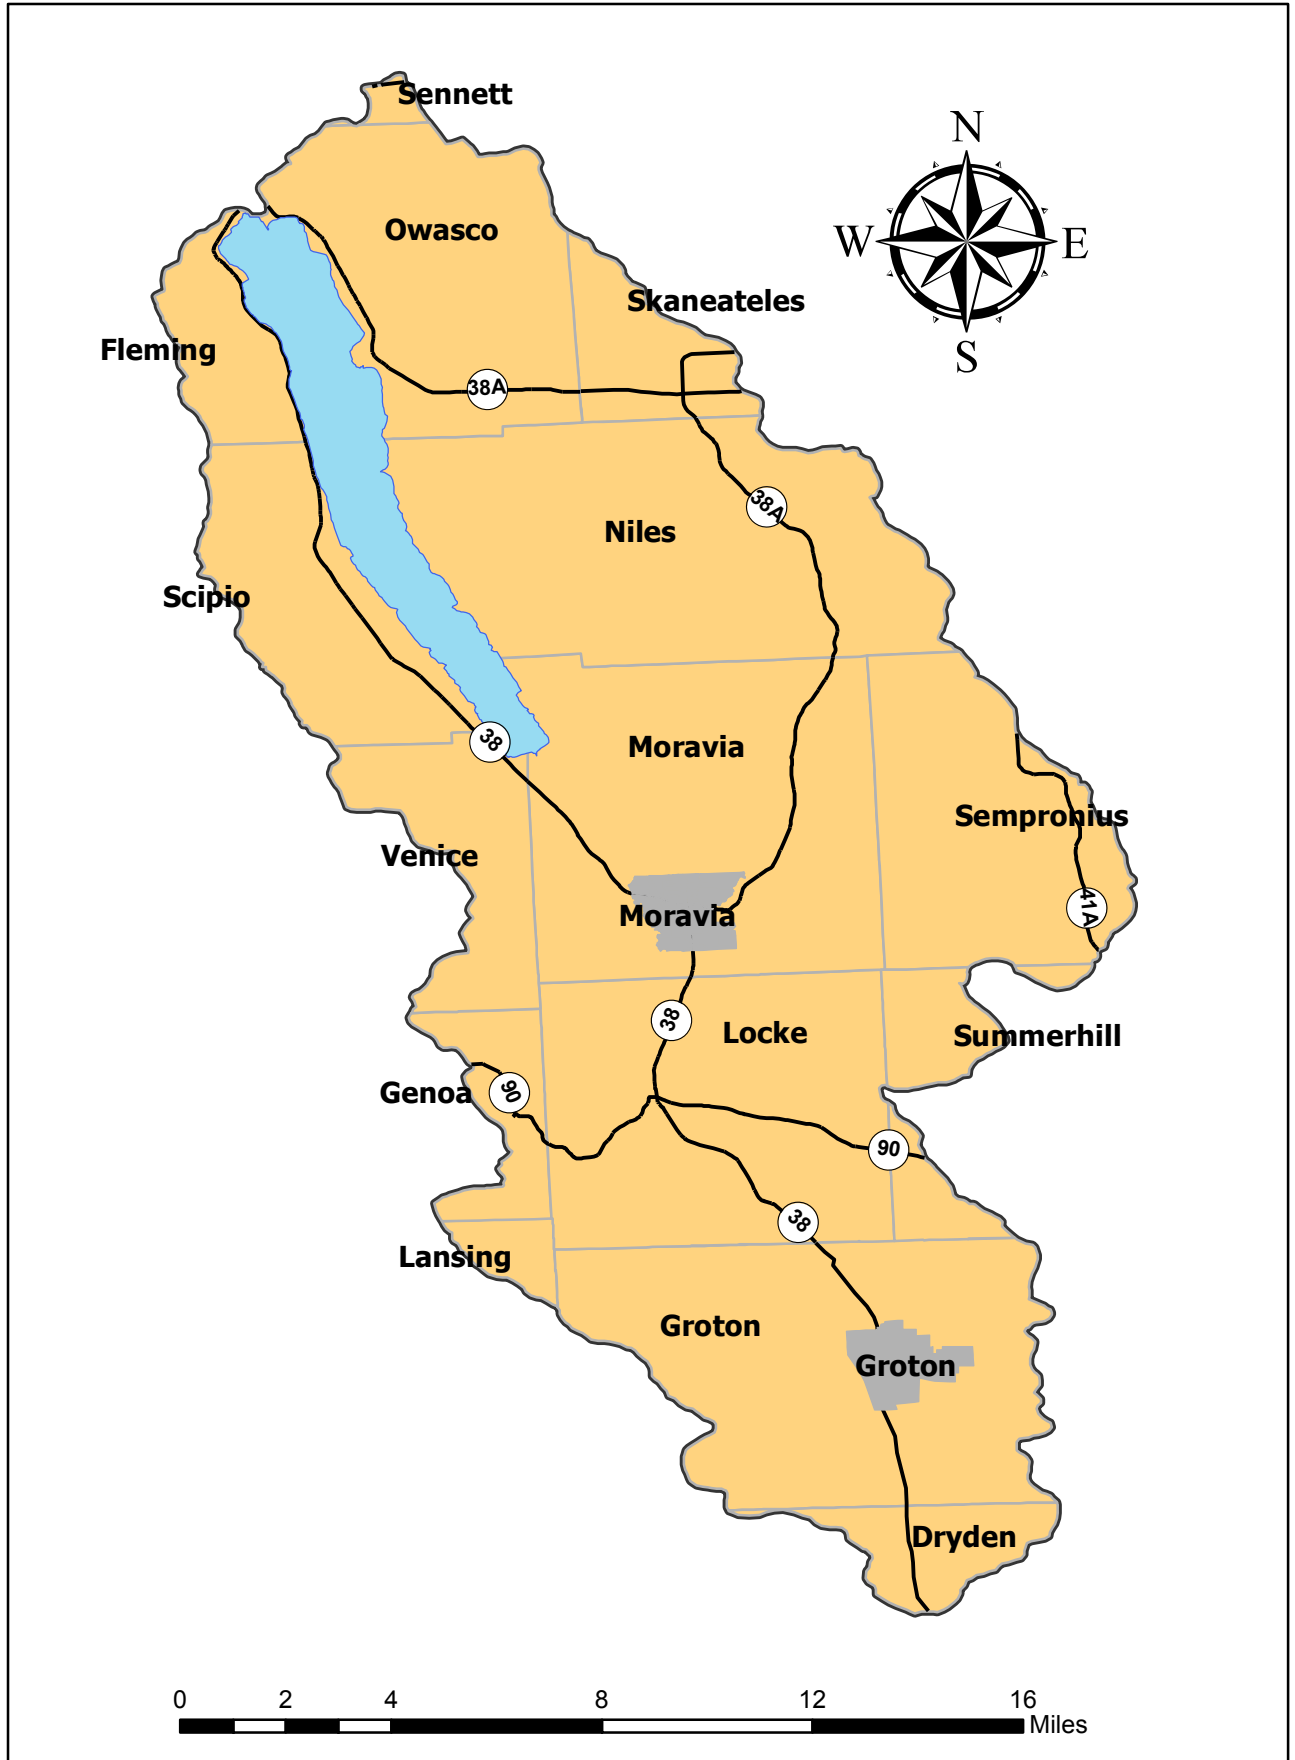 Sennett
N
Owasco
W
E
Skaneateles
S
Fleming
38A
38A
Niles
Scipio
38
Moravia
Sempronius
Venice
41A
Moravia
38
Locke
Summerhill
Genoa
90
90
38
Lansing
Groton
Groton
Dryden
0 2 4 8 12 16
Miles